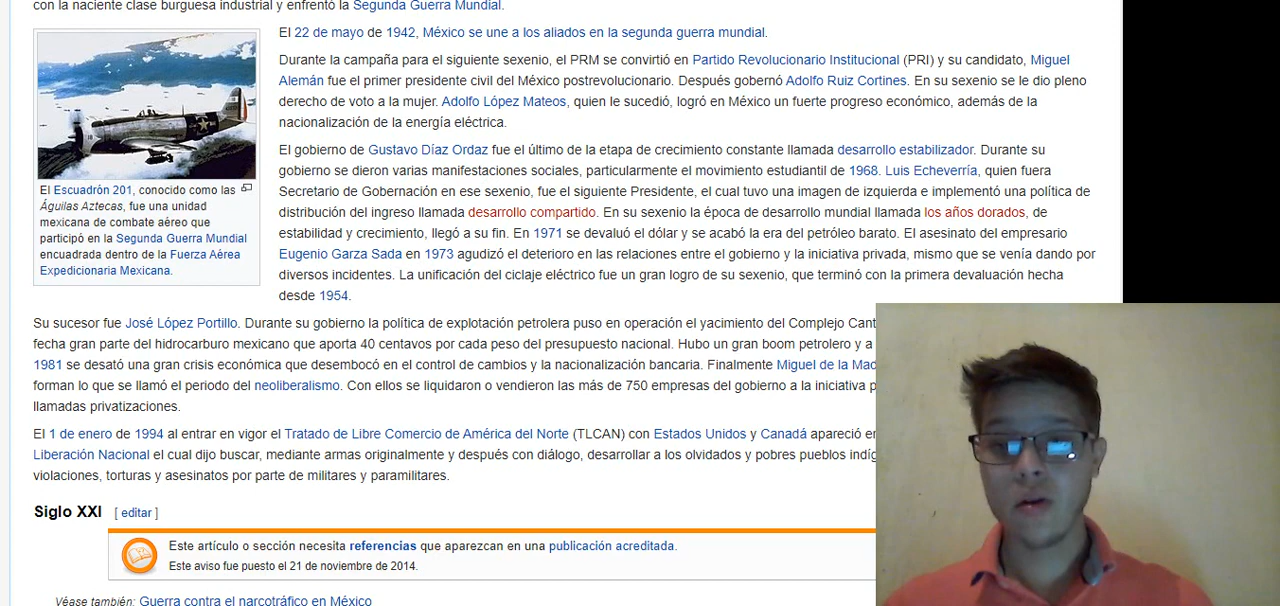 con la naciente clase burguesa industrial y enfrentó la Segunda Guerra Mundial.
El 22 de mayo de 1942, México se une a los aliados en la segunda guerra mundial.
Durante la campaña para el siguiente sexenio, el PRM se convirtió en Partido Revolucionario Institucional (PRI) y su candidato, Miguel
Alemán fue el primer presidente civil del México postrevolucionario. Después gobernó Adolfo Ruiz Cortines. En su sexenio se le dio pleno
derecho de voto a la mujer. Adolfo López Mateos, quien le sucedió, logró en México un fuerte progreso económico, además de la
nacionalización de la energía eléctrica.
El gobierno de Gustavo Díaz Ordaz fue el último de la etapa de crecimiento constante llamada desarrollo estabilizador. Durante su
gobierno se dieron varias manifestaciones sociales, particularmente el movimiento estudiantil de 1968. Luis Echeverría, quien fuera
Secretario de Gobernación en ese sexenio, fue el siguiente Presidente, el cual tuvo una imagen de izquierda e implementó una política de
distribución del ingreso llamada desarrollo compartido. En su sexenio la época de desarrollo mundial llamada los años dorados, de
estabilidad y crecimiento, llegó a su fin. En 1971 se devaluó el dólar y se acabó la era del petróleo barato. El asesinato del empresario
Eugenio Garza Sada en 1973 agudizó el deterioro en las relaciones entre el gobierno y la iniciativa privada, mismo que se venía dando por
diversos incidentes. La unificación del ciclaje eléctrico fue un gran logro de su sexenio, que terminó con la primera devaluación hecha
desde 1954.
El Escuadrón 201, conocido como las
Águilas Aztecas, fue una unidad
mexicana de combate aéreo que
participó en la Segunda Guerra Mundial
encuadrada dentro de la Fuerza Aérea
Expedicionaria Mexicana.
Su sucesor fue José López Portillo. Durante su gobierno la política de explotación petrolera puso en operación el yacimiento del Complejo Cant
fecha gran parte del hidrocarburo mexicano que aporta 40 centavos por cada peso del presupuesto nacional. Hubo un gran boom petrolero y a
1981 se desató una gran crisis económica que desembocó en el control de cambios y la nacionalización bancaria. Finalmente Miguel de la Mad
forman lo que se llamó el periodo del neoliberalismo. Con ellos se liquidaron o vendieron las más de 750 empresas del gobierno a la iniciativa p
llamadas privatizaciones.
El 1 de enero de 1994 al entrar en vigor el Tratado de Libre Comercio de América del Norte (TLCAN) con Estados Unidos y Canadá apareció en
Liberación Nacional el cual dijo buscar, mediante armas originalmente y después con diálogo, desarrollar a los olvidados y pobres pueblos indíg
violaciones, torturas y asesinatos por parte de militares y paramilitares.
Siglo XXI [ editar ]
Este artículo o sección necesita referencias que aparezcan en una publicación acreditada.
Este aviso fue puesto el 21 de noviembre de 2014.
Véase también: Guerra contra el narcotráfico en México